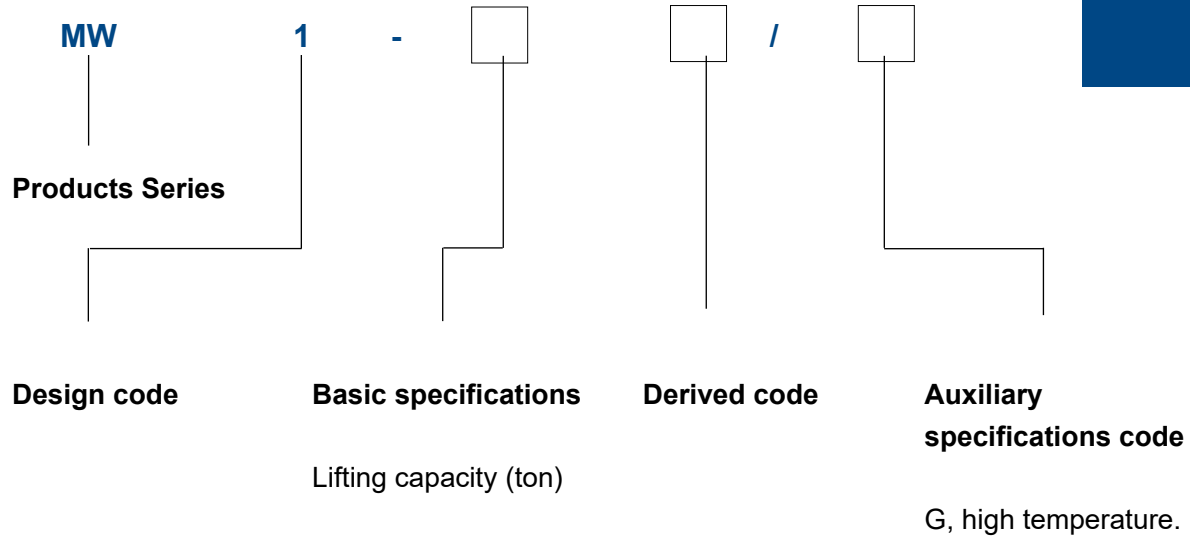 MW 1 - /
Products Series
Design code
Basic specifications
Lifting capacity (ton)
Derived code
Auxiliary
specifications code
G, high temperature.